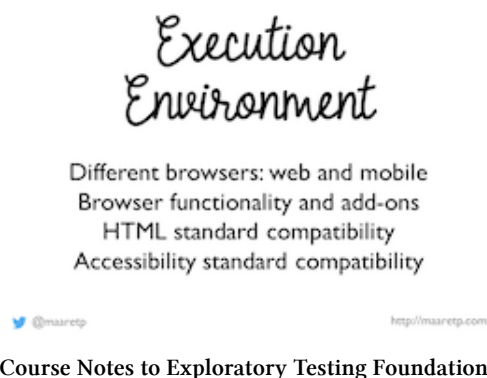 Execution
Environment
Different browsers: web and mobile
Browser functionality and add-ons
HTML standard compatibility
Accessibility standard compatibility
@maaretp
http://maaretp.com
Course Notes to Exploratory Testing Foundation